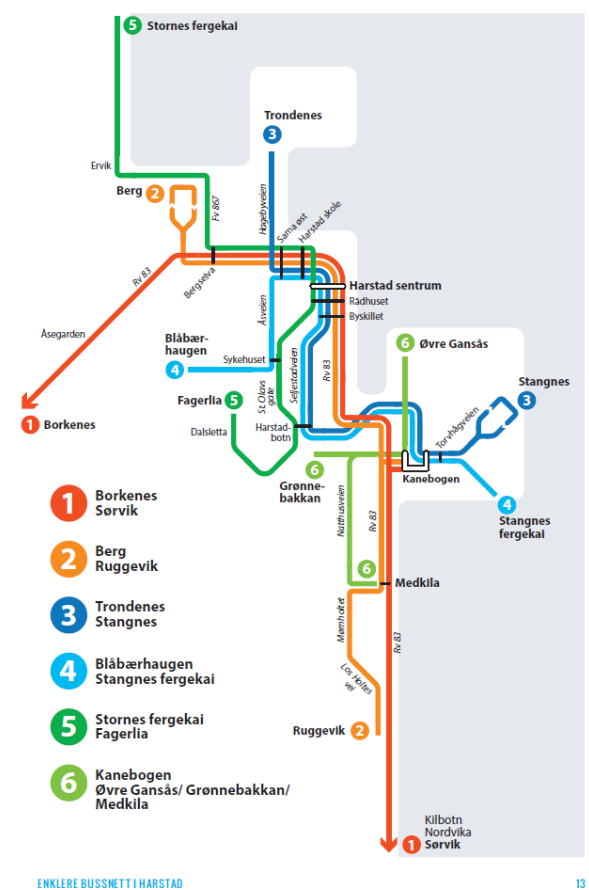 5 Stornes fergekai
Trondenes
3
Ervik
Berg 2
Fv 867
Hagebyveien
Sama øst
Harstad skole
Rv 83
Bergselva
Harstad sentrum
Rådhuset
Byskillet
Åsveien
Åsegarden
Blåbær-
haugen
4
Sykehuset
Seljestadveien
Rv 83
6 Øvre Gansås
Stangnes
3
St. Olavs
gate
Fagerlia 5
1 Borkenes
Dalsletta
Harstad-
botn
Torvhågveien
6
Grønne-
bakkan
Kanebogen
4
Stangnes
fergekai
Natthusveien
Rv 83
6
Medkila
Mørnholtet
Rv 83
Los Holtes
vei
Ruggevik 2
1 Borkenes
Sørvik
2 Berg
Ruggevik
3 Trondenes
Stangnes
4 Blåbærhaugen
Stangnes fergekai
5 Stornes fergekai
Fagerlia
6 Kanebogen
Øvre Gansås/ Grønnebakkan/
Medkila
Kilbotn
Nordvika
1 Sørvik
ENKLERE BUSSNETT I HARSTAD
13